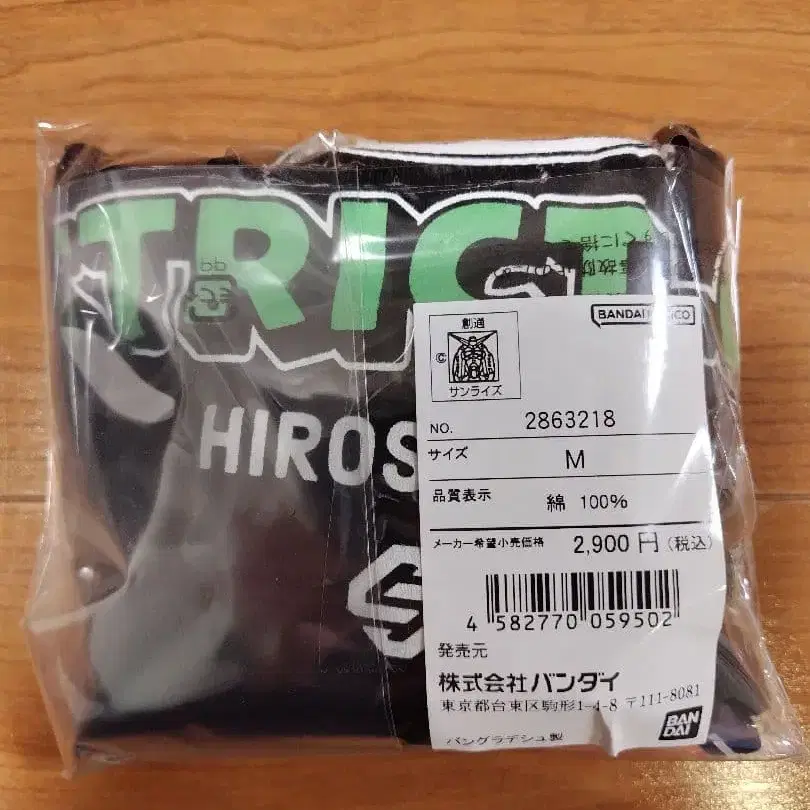 TRICT
HIROS
創通
©
サンライズ
BANDAI
NO. 2863218
サイズ M
品質表示 綿 100%
メーカー希望小売価格 2,900 円 (税込)
4 582770 059502
発売元
株式会社バンダイ
東京都台東区駒形1-4-8 〒111-8081
バングラデシュ製
BAN
DAI